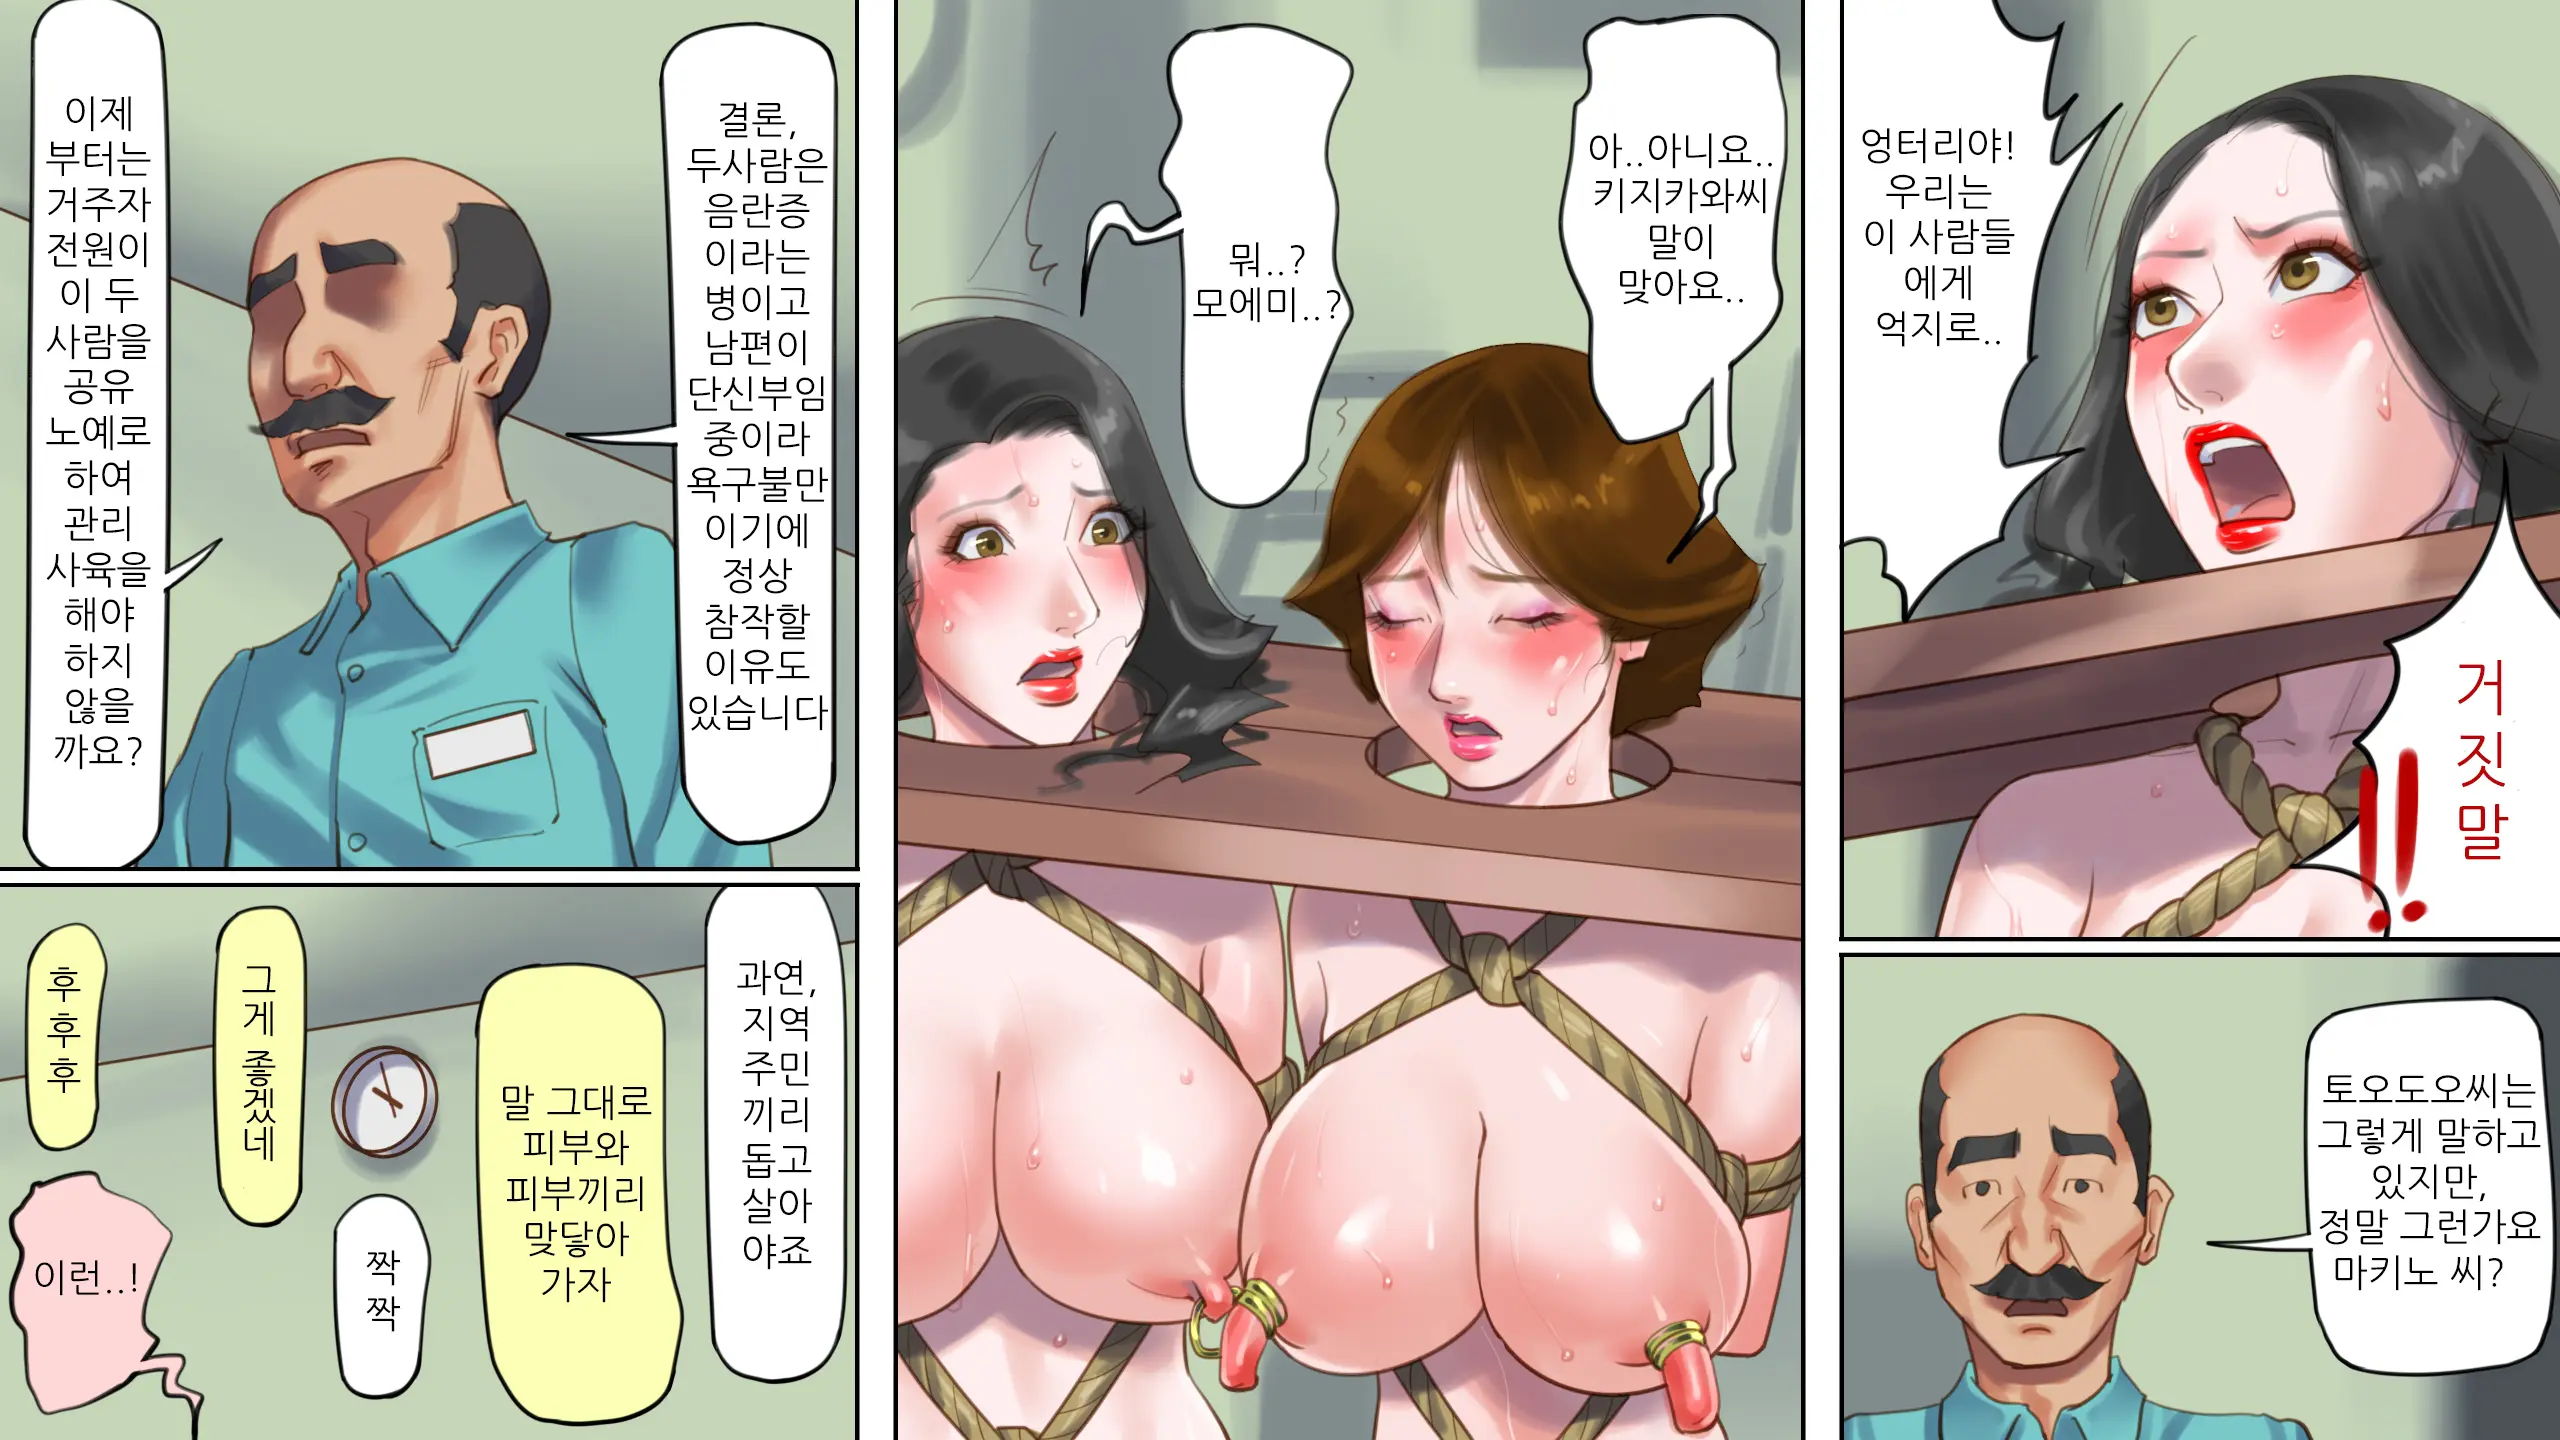 엉터리야!
우리는
이 사람들
에게
억지로..
거
짓
말
!!
토오도오씨는
그렇게 말하고
있지만,
정말 그런가요
마키노 씨?
아..아니요..
키지카와씨
말이
맞아요..
뭐..?
모에미..?
결론,
두사람은
음란증
이라는
병이고
남편이
단신부임
중이라
욕구불만
이기에
정상
참작할
이유도
있습니다
이제
부터는
거주자
전원이
이 두
사람을
공유
노예로
하여
관리
사육을
해야
하지
않을
까요?
과연,
지역
주민
끼리
돕고
살아
야죠
말 그대로
피부와
피부끼리
맞닿아
가자
짝
짝
그
게
좋
겠
네
후
후
후
이런..!